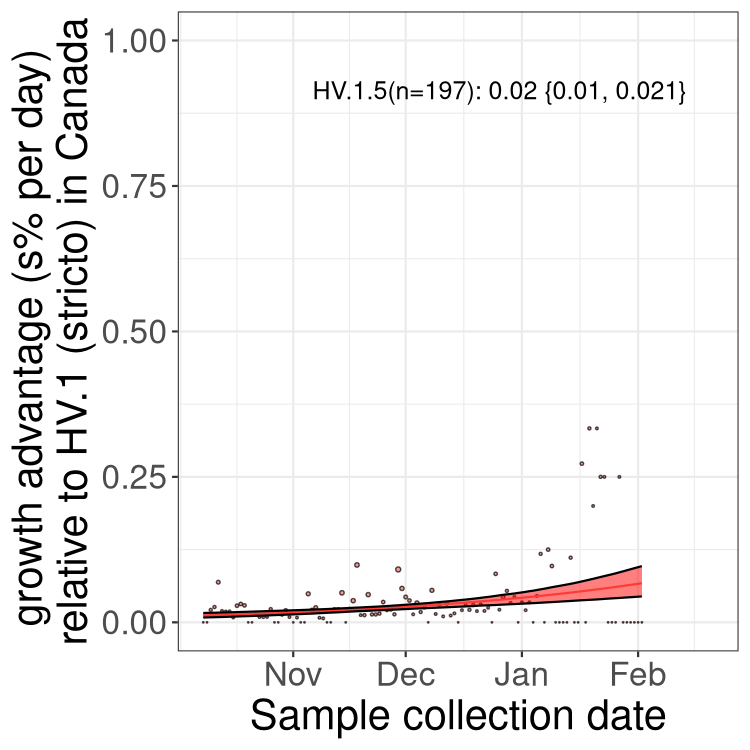 growth advantage (s% per day)
relative to HV.1 (stricto) in Canada
1.00
0.75
0.50
0.25
0.00
HV.1.5(n=197): 0.02 {0.01, 0.021}
Nov
Dec
Jan
Feb
Sample collection date